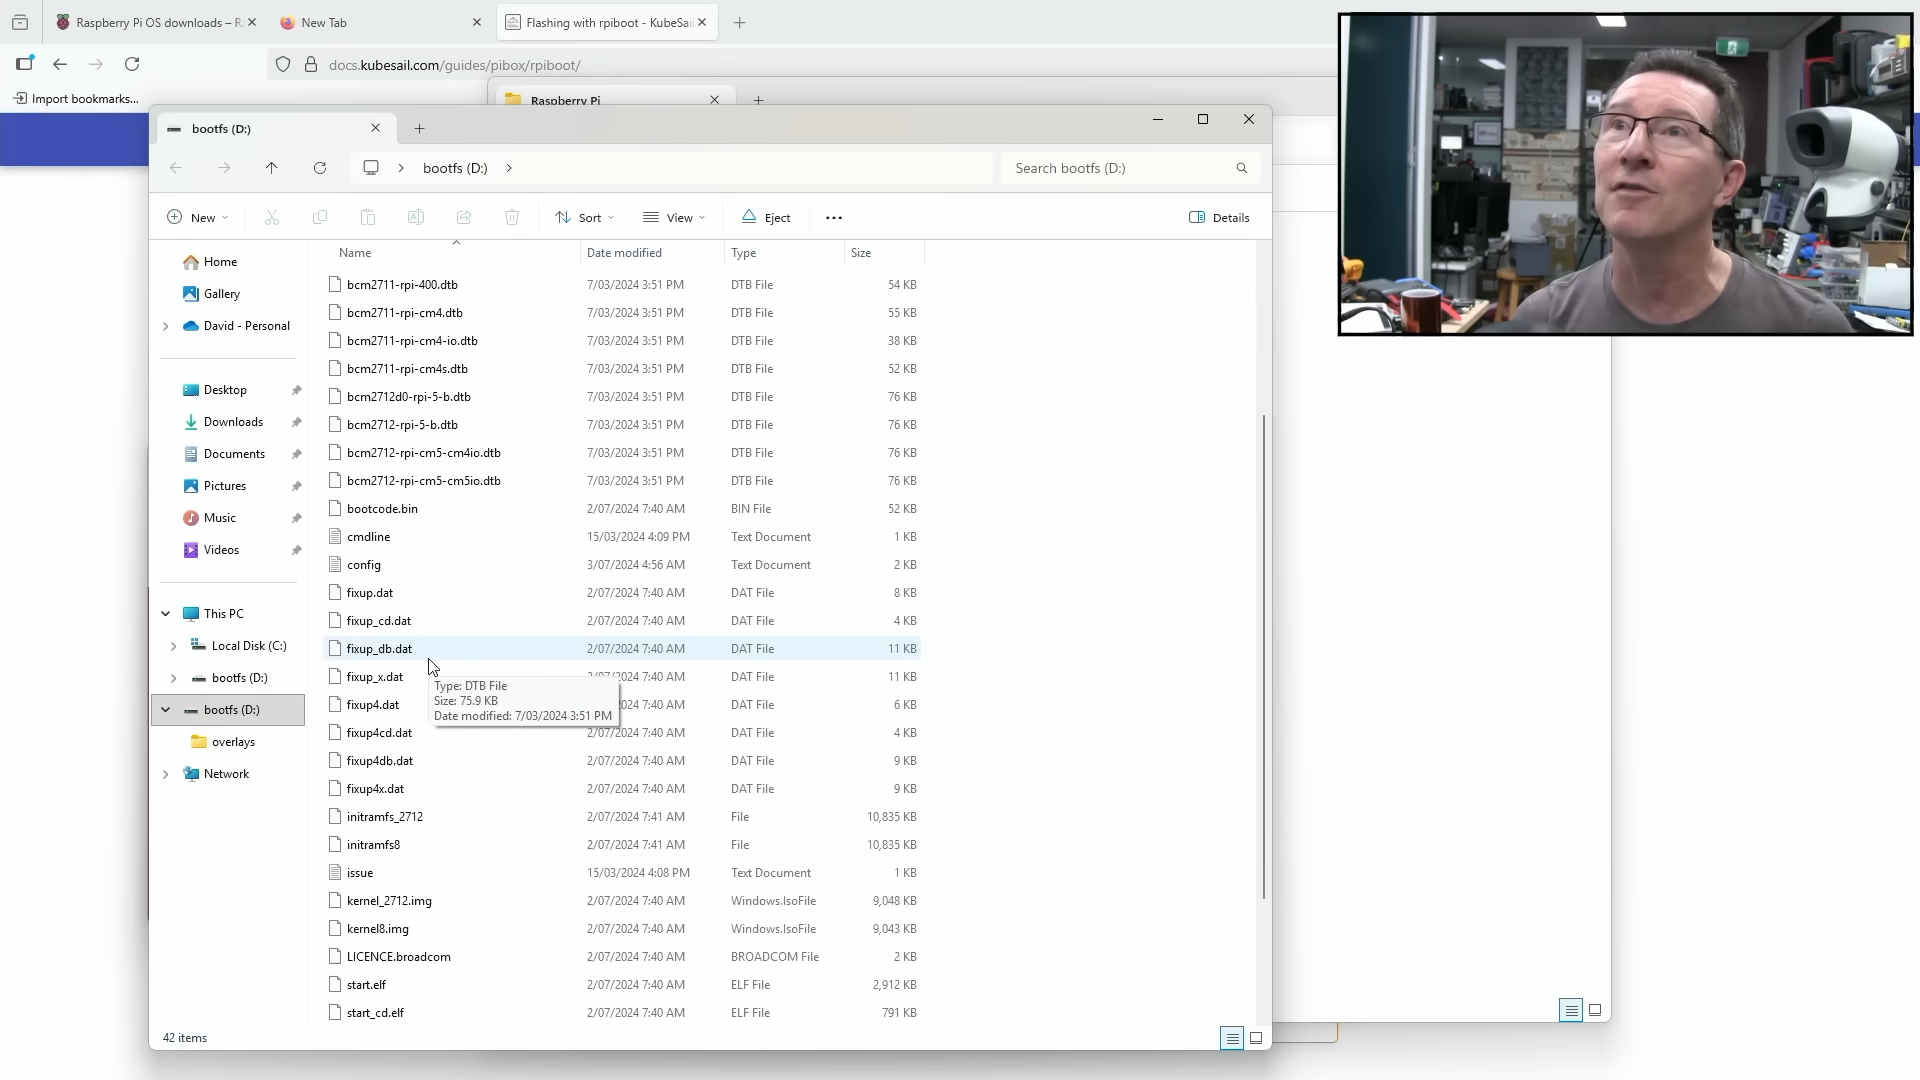 Raspberry Pi OS downloads – R
New Tab
Flashing with rpiboot - KubeSai
docs.kubesail.com/guides/pibox/rpiboot/
Import bookmarks...
Raspberry Pi
bootfs (D:)
bootfs (D:)
Search bootfs (D:)
New
Sort
View
Eject
Details
Name Date modified Type Size
Home
Gallery
David - Personal
Desktop
Downloads
Documents
Pictures
Music
Videos
This PC
Local Disk (C:)
bootfs (D:)
bootfs (D:)
overlays
Network
bcm2711-rpi-400.dtb 7/03/2024 3:51 PM DTB File 54 KB
bcm2711-rpi-cm4.dtb 7/03/2024 3:51 PM DTB File 55 KB
bcm2711-rpi-cm4-io.dtb 7/03/2024 3:51 PM DTB File 38 KB
bcm2711-rpi-cm4s.dtb 7/03/2024 3:51 PM DTB File 52 KB
bcm2712d0-rpi-5-b.dtb 7/03/2024 3:51 PM DTB File 76 KB
bcm2712-rpi-5-b.dtb 7/03/2024 3:51 PM DTB File 76 KB
bcm2712-rpi-cm5-cm4io.dtb 7/03/2024 3:51 PM DTB File 76 KB
bcm2712-rpi-cm5-cm5io.dtb 7/03/2024 3:51 PM DTB File 76 KB
bootcode.bin 2/07/2024 7:40 AM BIN File 52 KB
cmdline 15/03/2024 4:09 PM Text Document 1 KB
config 3/07/2024 4:56 AM Text Document 2 KB
fixup.dat 2/07/2024 7:40 AM DAT File 8 KB
fixup_cd.dat 2/07/2024 7:40 AM DAT File 4 KB
fixup_db.dat 2/07/2024 7:40 AM DAT File 11 KB
fixup_x.dat 2/07/2024 7:40 AM DAT File 11 KB
Type: DTB File
Size: 75.9 KB
Date modified: 7/03/2024 3:51 PM
fixup4.dat 024 7:40 AM DAT File 6 KB
fixup4cd.dat 2/07/2024 7:40 AM DAT File 4 KB
fixup4db.dat 2/07/2024 7:40 AM DAT File 9 KB
fixup4x.dat 2/07/2024 7:40 AM DAT File 9 KB
initramfs_2712 2/07/2024 7:41 AM File 10,835 KB
initramfs8 2/07/2024 7:41 AM File 10,835 KB
issue 15/03/2024 4:08 PM Text Document 1 KB
kernel_2712.img 2/07/2024 7:40 AM Windows.IsoFile 9,048 KB
kernel8.img 2/07/2024 7:40 AM Windows.IsoFile 9,043 KB
LICENCE.broadcom 2/07/2024 7:40 AM BROADCOM File 2 KB
start.elf 2/07/2024 7:40 AM ELF File 2,912 KB
start_cd.elf 2/07/2024 7:40 AM ELF File 791 KB
42 items